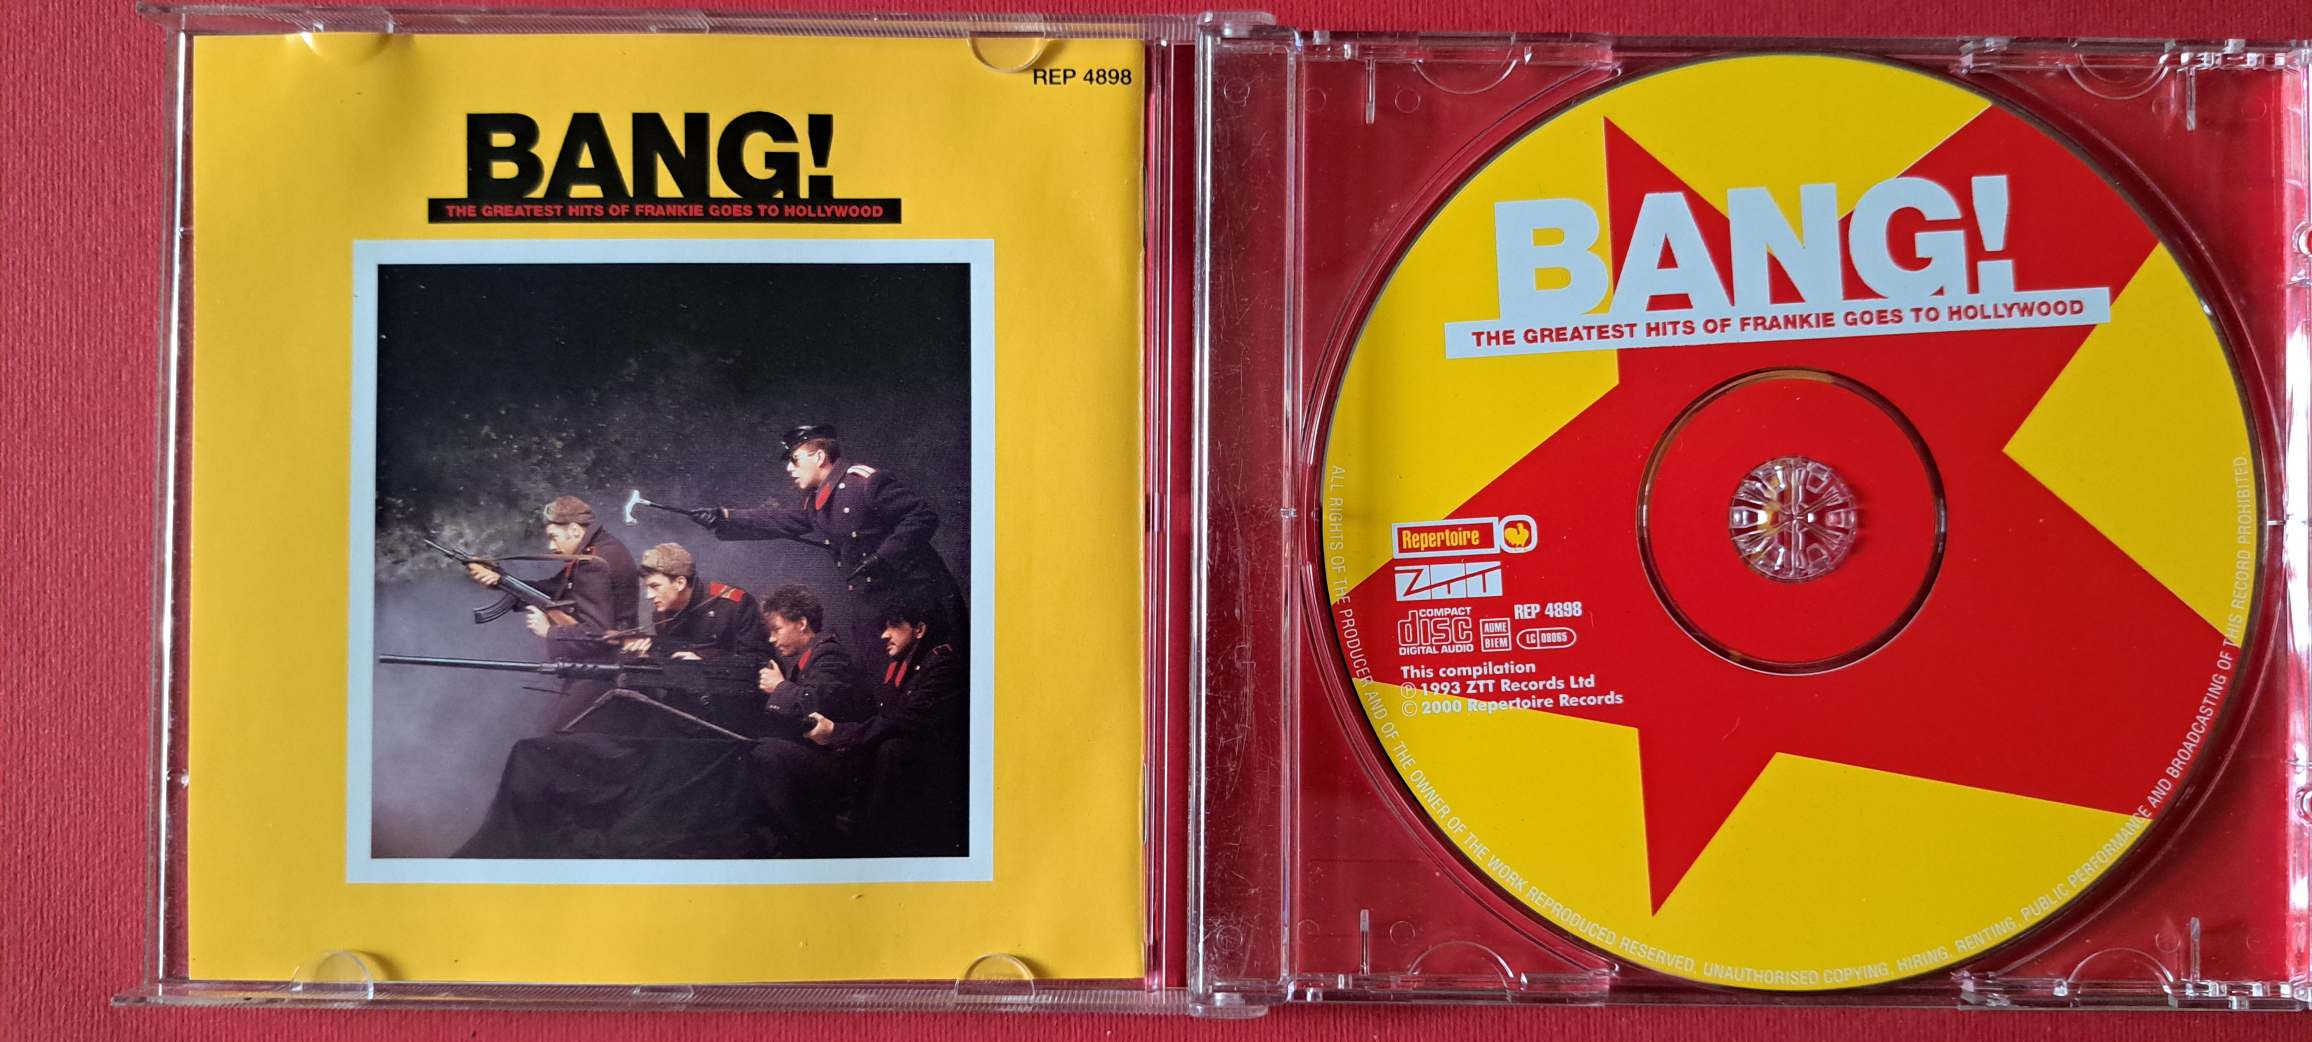 REP 4898
BANG!
THE GREATEST HITS OF FRANKIE GOES TO HOLLYWOOD
BANG!
THE GREATEST HITS OF FRANKIE GOES TO HOLLYWOOD
Repertoire
ZTT
COMPACT
disc
DIGITAL AUDIO
AUME
BIEM
REP 4898
LC 08065
This compilation
Ⓟ 1993 ZTT Records Ltd
© 2000 Repertoire Records
ALL RIGHTS OF THE PRODUCER AND OF THE OWNER OF THE WORK REPRODUCED RESERVED. UNAUTHORISED COPYING, HIRING, RENTING, PUBLIC PERFORMANCE AND BROADCASTING OF THIS RECORD PROHIBITED.